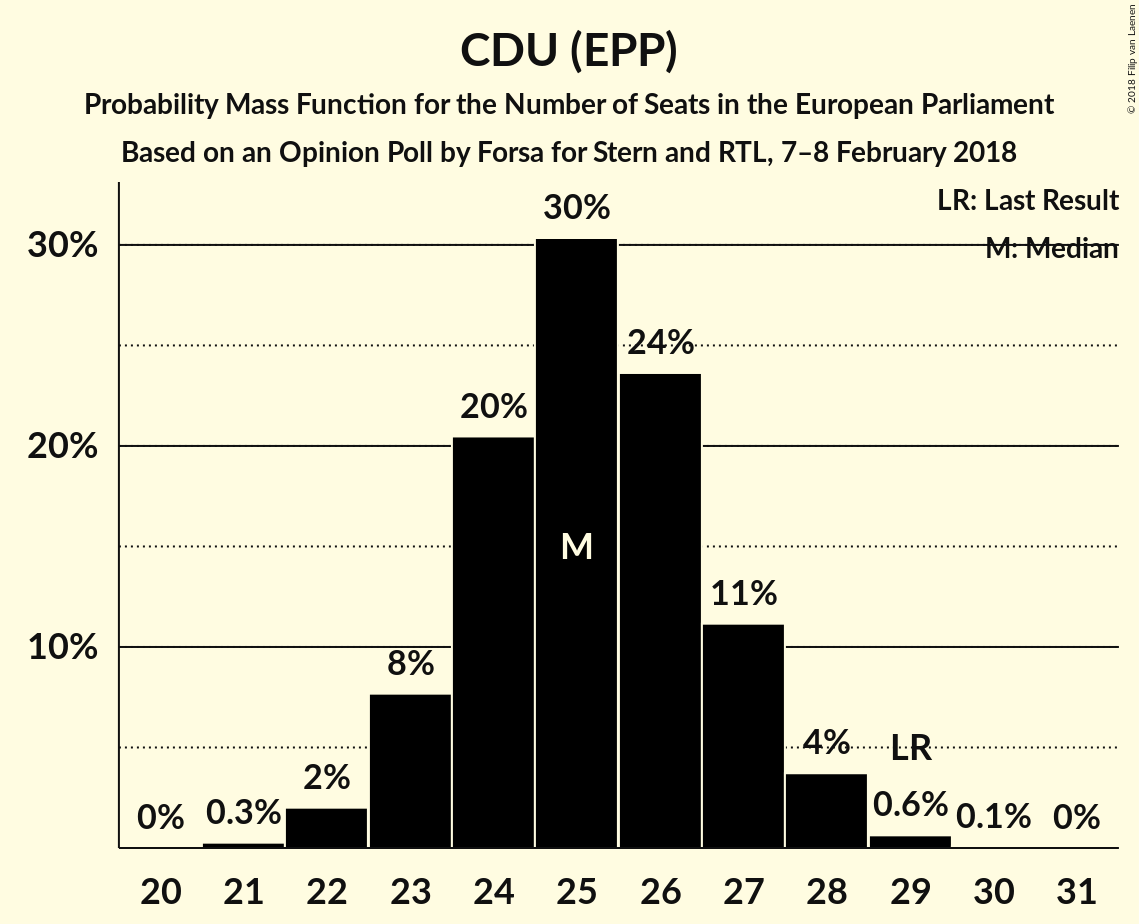 CDU (EPP)
Probability Mass Function for the Number of Seats in the European Parliament
Based on an Opinion Poll by Forsa for Stern and RTL, 7–8 February 2018
© 2018 Filip van Laenen
LR: Last Result
M: Median
30%
20%
10%
0%
0.3%
2%
8%
20%
30%
M
24%
11%
4%
LR
0.6%
0.1%
0%
20 21 22 23 24 25 26 27 28 29 30 31